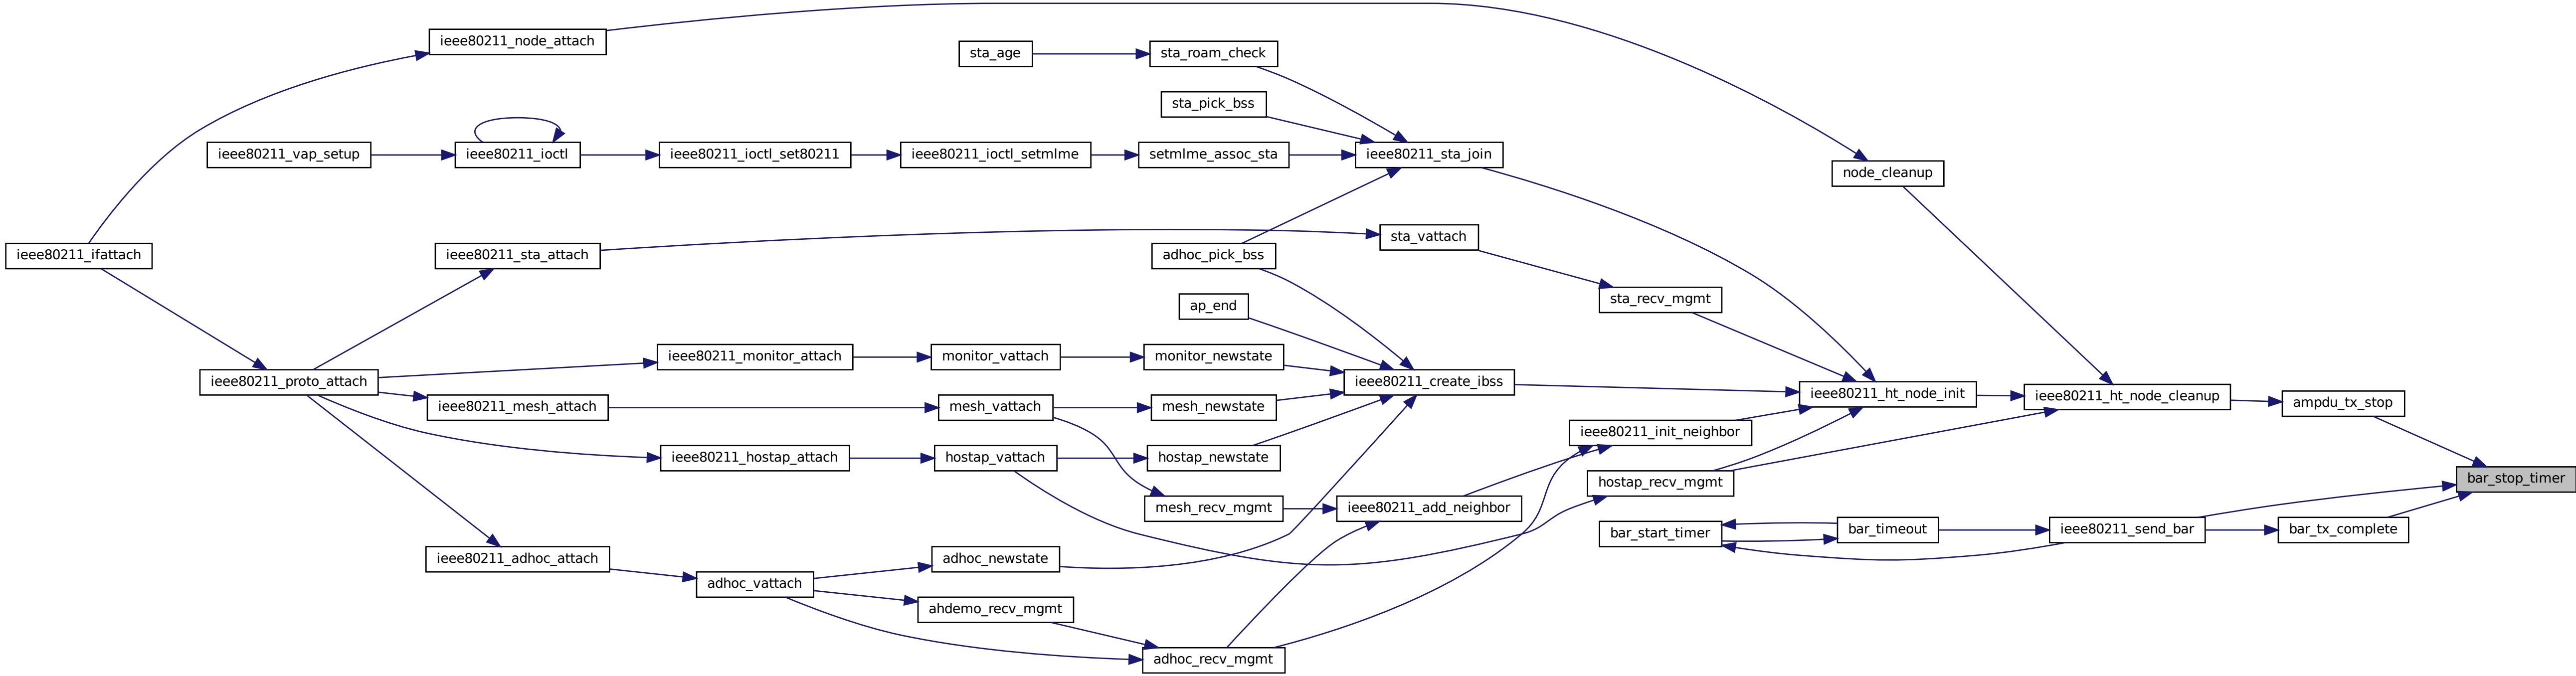 ieee80211_node_attach
sta_age
sta_roam_check
sta_pick_bss
ieee80211_vap_setup
ieee80211_ioctl
ieee80211_ioctl_set80211
ieee80211_ioctl_setmlme
setmlme_assoc_sta
ieee80211_sta_join
node_cleanup
ieee80211_ifattach
ieee80211_sta_attach
adhoc_pick_bss
sta_vattach
ap_end
sta_recv_mgmt
ieee80211_proto_attach
ieee80211_monitor_attach
monitor_vattach
monitor_newstate
ieee80211_create_ibss
ieee80211_ht_node_init
ieee80211_ht_node_cleanup
ampdu_tx_stop
ieee80211_mesh_attach
mesh_vattach
mesh_newstate
ieee80211_init_neighbor
ieee80211_hostap_attach
hostap_vattach
hostap_newstate
hostap_recv_mgmt
bar_stop_timer
mesh_recv_mgmt
ieee80211_add_neighbor
bar_start_timer
bar_timeout
ieee80211_send_bar
bar_tx_complete
ieee80211_adhoc_attach
adhoc_newstate
adhoc_vattach
ahdemo_recv_mgmt
adhoc_recv_mgmt